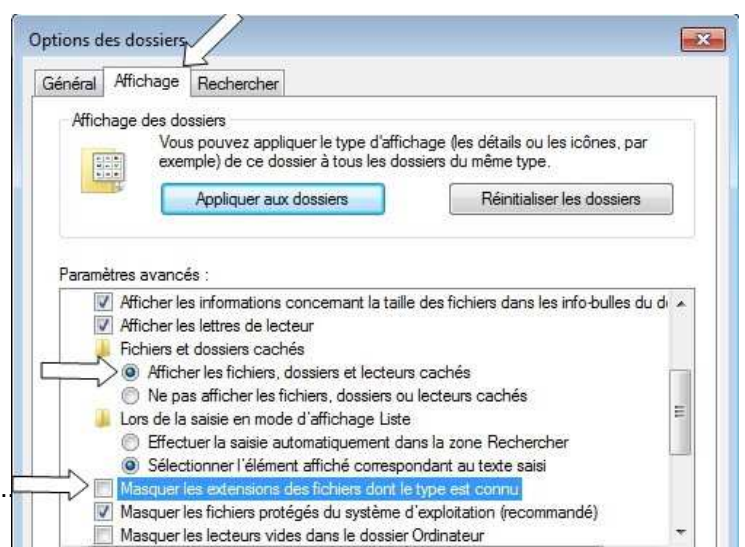 Options des dossiers
Général Affichage Rechercher
Affichage des dossiers
Vous pouvez appliquer le type d'affichage (les détails ou les icônes, par
exemple) de ce dossier à tous les dossiers du même type.
Appliquer aux dossiers Réinitialiser les dossiers
Paramètres avancés :
Afficher les informations concernant la taille des fichiers dans les info-bulles du
Afficher les lettres de lecteur
Fichiers et dossiers cachés
Afficher les fichiers, dossiers et lecteurs cachés
Ne pas afficher les fichiers, dossiers ou lecteurs cachés
Lors de la saisie en mode d'affichage Liste
Effectuer la saisie automatiquement dans la zone Rechercher
Sélectionner l'élément affiché correspondant au texte saisi
Masquer les extensions des fichiers dont le type est connu
Masquer les fichiers protégés du système d'exploitation (recommandé)
Masquer les lecteurs vides dans le dossier Ordinateur